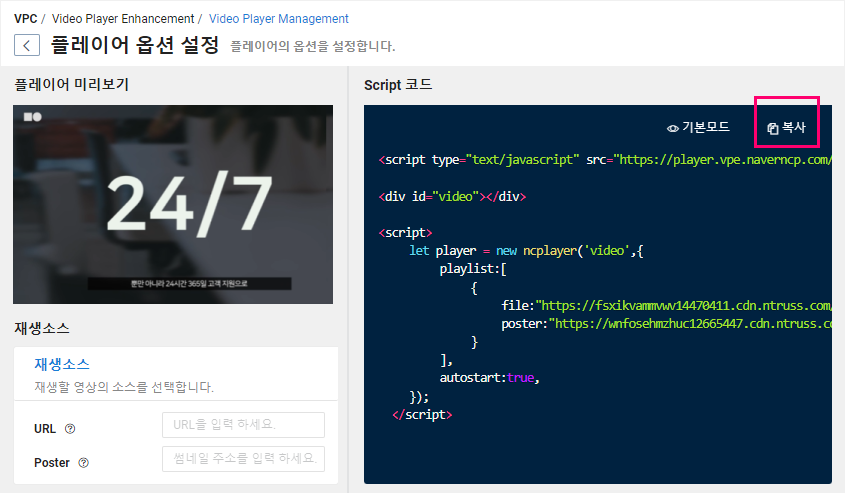 VPC / Video Player Enhancement / Video Player Management
플레이어 옵션 설정 플레이어의 옵션을 설정합니다.
플레이어 미리보기
24/7
뿐만 아니라 24시간 365일 고객 지원으로
재생소스
재생소스
재생할 영상의 소스를 선택합니다.
URL ? URL을 입력 하세요.
Poster ? 썸네일 주소를 입력 하세요.
Script 코드
기본모드 복사
<script type="text/javascript" src="https://player.vpe.naverncp.com/
<div id="video"></div>
<script>
let player = new ncplayer('video',{
playlist:[
{
file:"https://fsxikvammvwv14470411.cdn.ntruss.com/
poster:"https://wnfosehmzhuc12665447.cdn.ntruss.co
}
],
autostart:true,
});
</script>